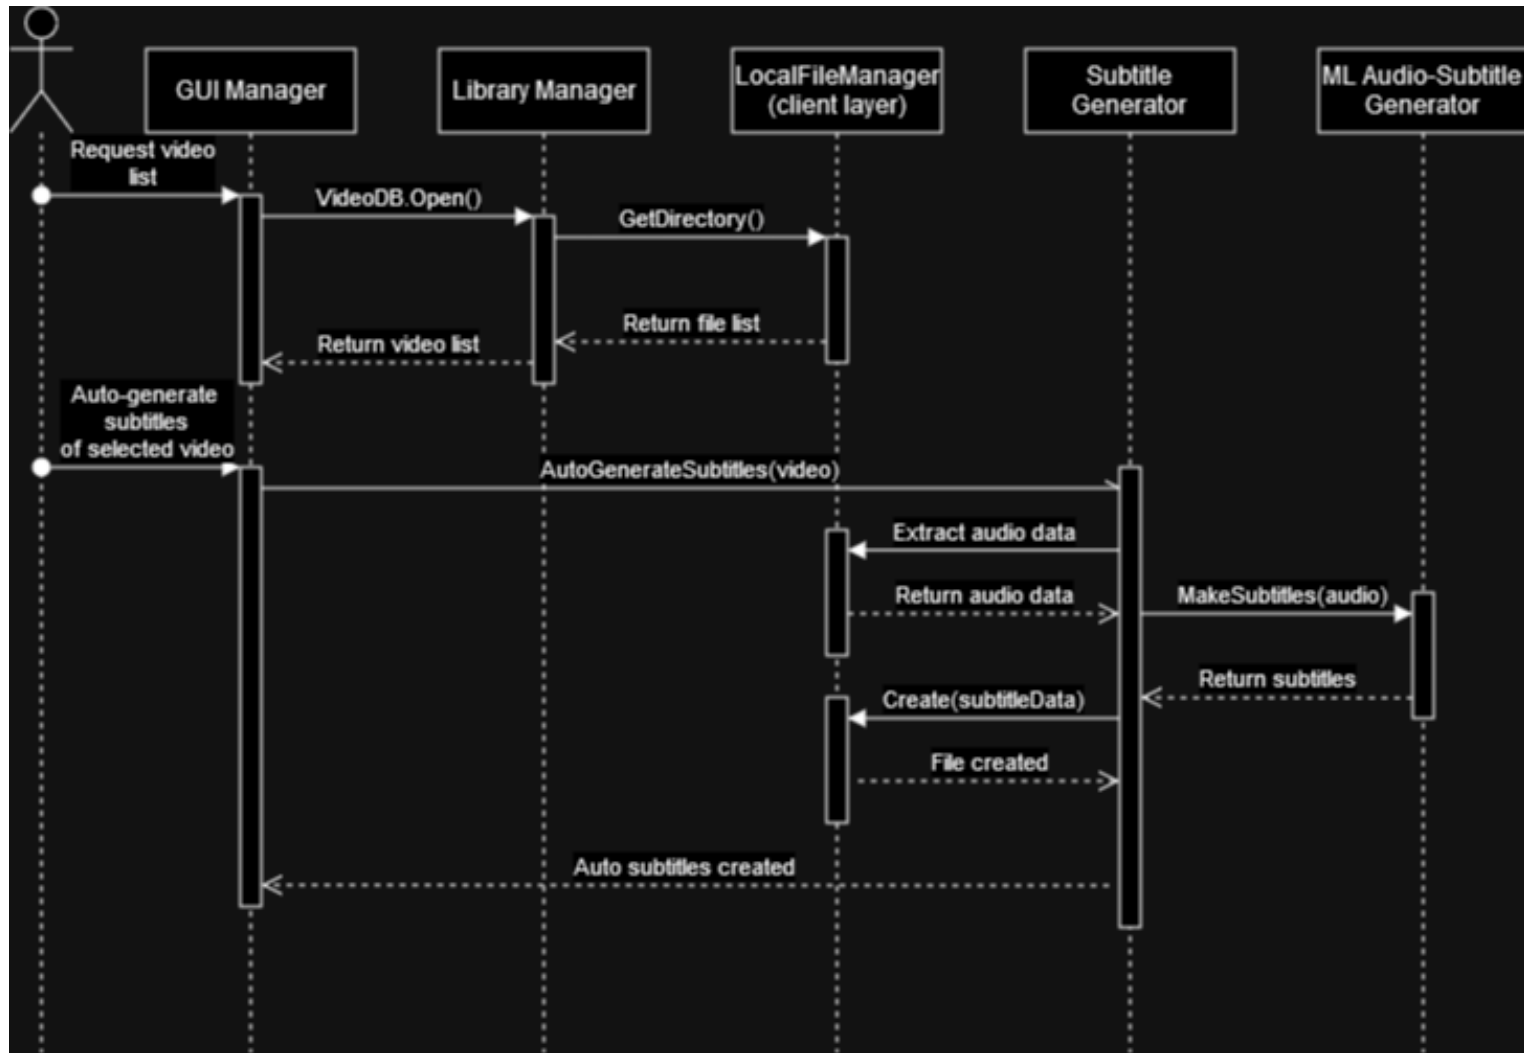 GUI Manager
Library Manager
LocalFileManager
(client layer)
Subtitle
Generator
ML Audio-Subtitle
Generator
Request video
list
VideoDB.Open()
GetDirectory()
Return file list
Return video list
Auto-generate
subtitles
of selected video
AutoGenerateSubtitles(video)
Extract audio data
Return audio data
MakeSubtitles(audio)
Return subtitles
Create(subtitleData)
File created
Auto subtitles created